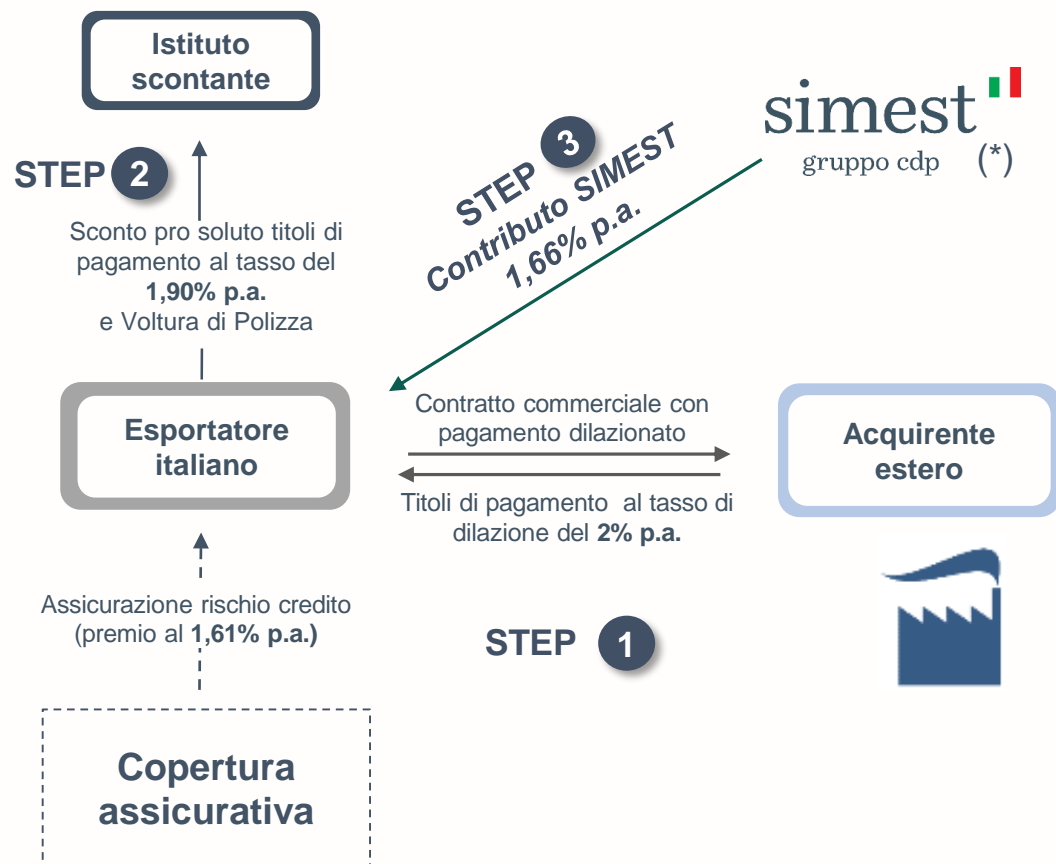 Istituto
scontante
simest
gruppo cdp (*)
STEP 3
Contributo SIMEST
1,66% p.a.
STEP 2
Sconto pro soluto titoli di
pagamento al tasso del
1,90% p.a.
e Voltura di Polizza
Esportatore
italiano
Contratto commerciale con
pagamento dilazionato
Titoli di pagamento al tasso di
dilazione del 2% p.a.
Acquirente
estero
Assicurazione rischio credito
(premio al 1,61% p.a.)
STEP 1
Copertura
assicurativa